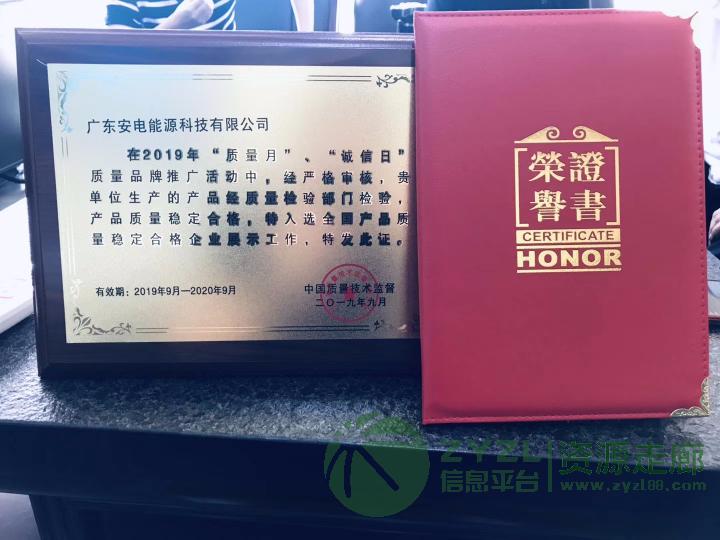 广东安电能源科技有限公司
在2019年“质量月”、“诚信日”
质量品牌推广活动中,经严格审核,贵
单位生产的产品经质量检验部门检验,
产品质量稳定合格,特入选全国产品质
量稳定合格企业展示工作,特发此证。
有效期:2019年9月—2020年9月
中国质量技术监督
二〇一九年九月
榮譽證書
CERTIFICATE
HONOR
ZYZL
信息平台
资源走廊
www.zyzl88.com